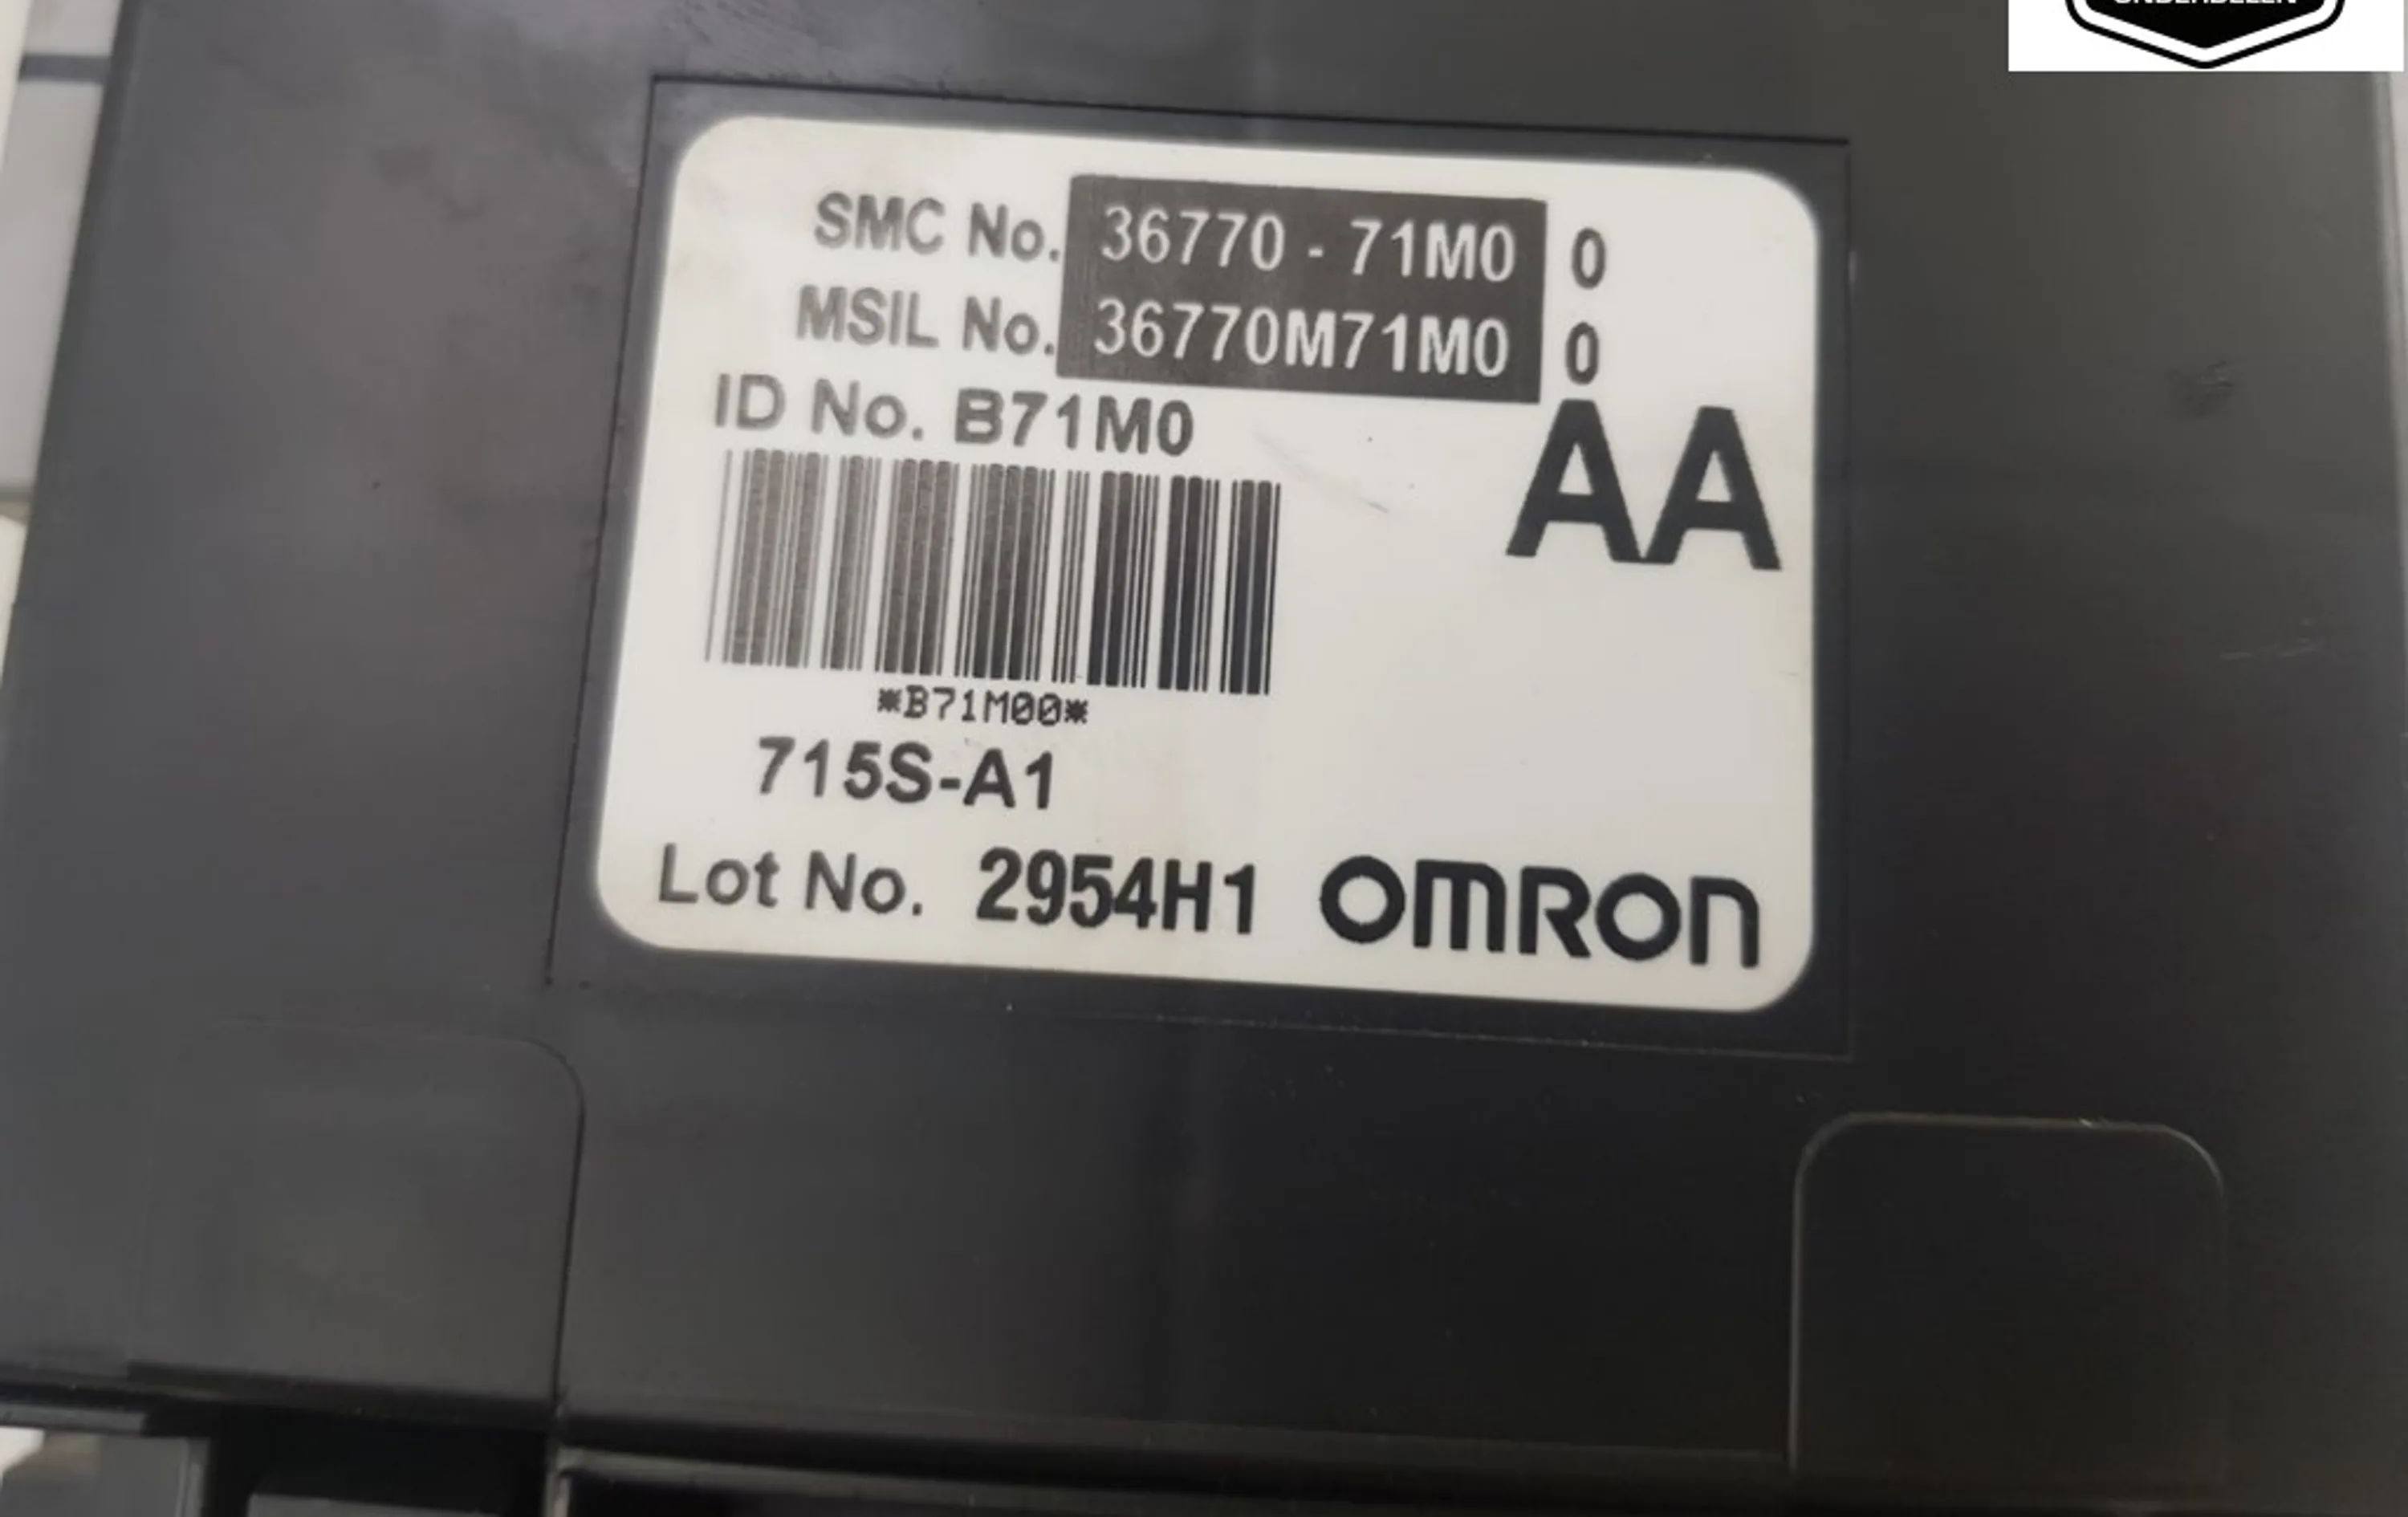 ONDERDELEN
SMC No. 36770 - 71M0 0
MSIL No. 36770M71M0 0
ID No. B71M0
AA
*B71M00*
715S-A1
Lot No. 2954H1 OMRON